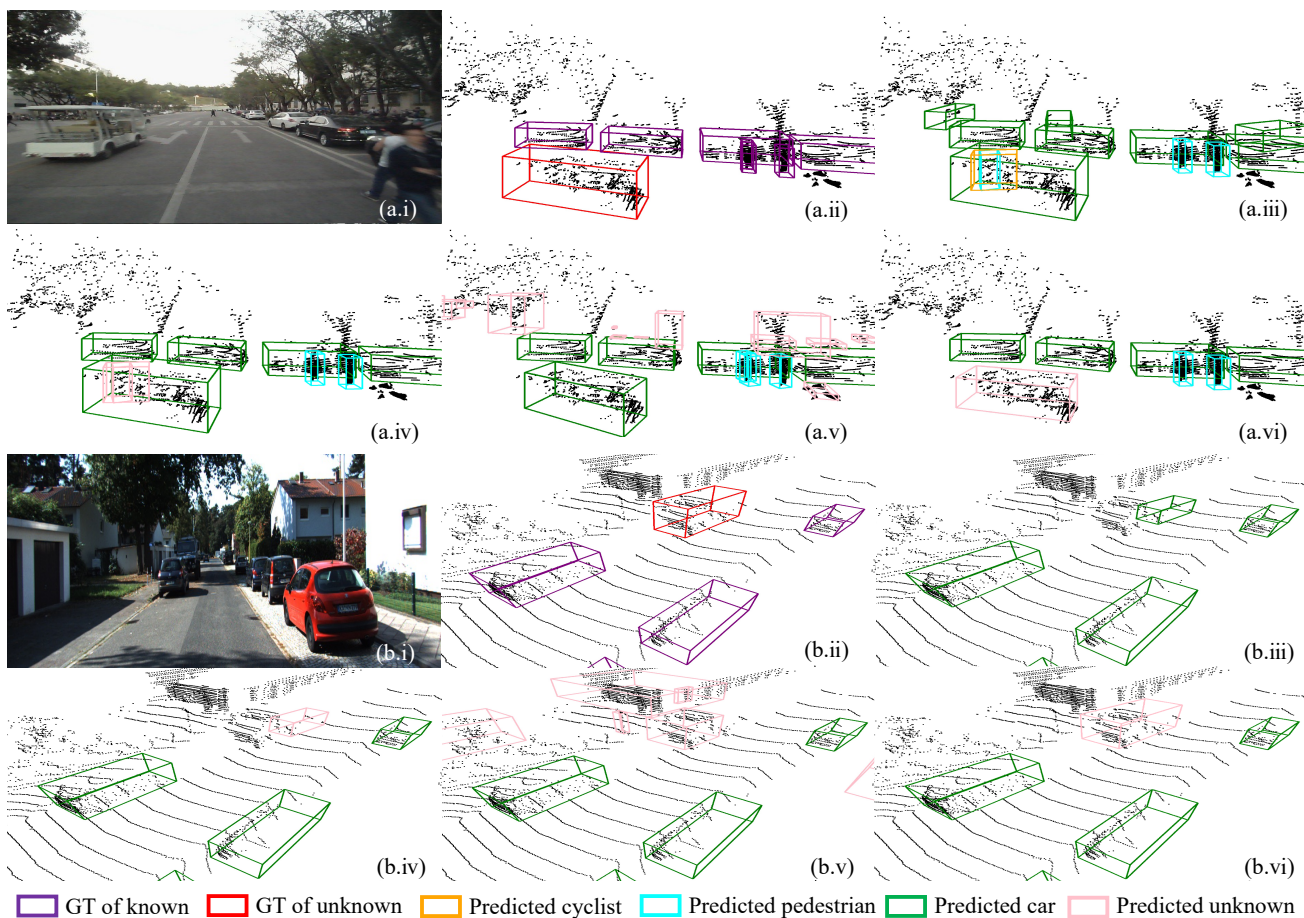 (a.i)
(a.ii)
(a.iii)
(a.iv)
(a.v)
(a.vi)
(b.i)
(b.ii)
(b.iii)
(b.iv)
(b.v)
(b.vi)
GT of known GT of unknown Predicted cyclist Predicted pedestrian Predicted car Predicted unknown